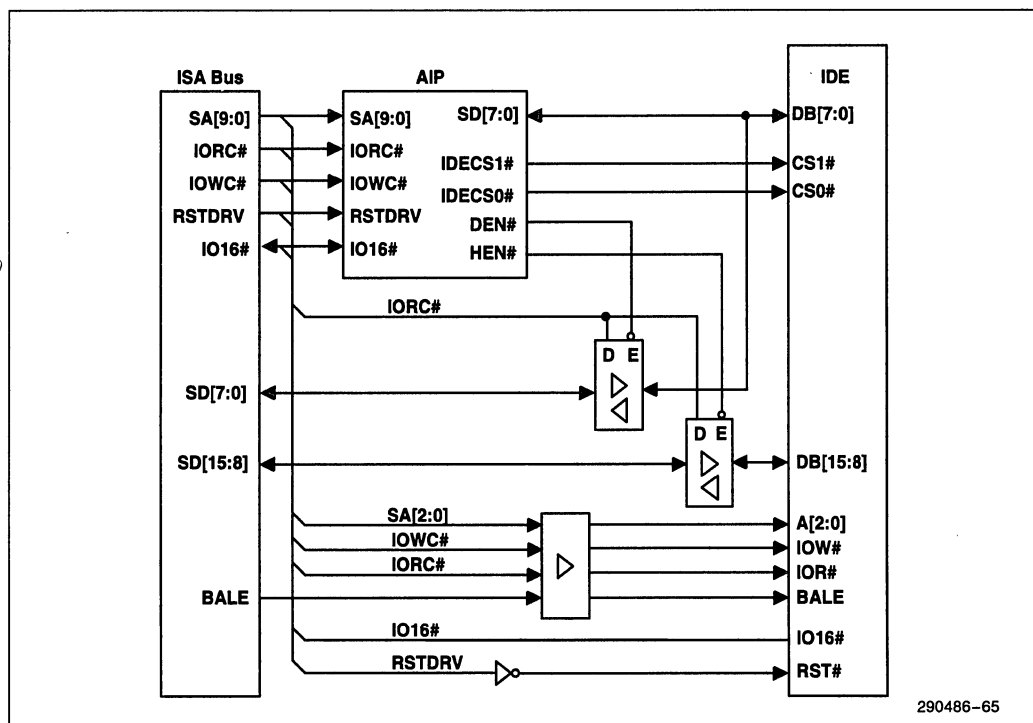 ISA Bus
AIP
IDE
SA[9:0]
SA[9:0]
SD[7:0]
DB[7:0]
IORC#
IORC#
IDECS1#
CS1#
IOWC#
IOWC#
IDECS0#
CS0#
RSTDRV
RSTDRV
DEN#
IO16#
IO16#
HEN#
IORC#
D E
SD[7:0]
D E
SD[15:8]
DB[15:8]
SA[2:0]
A[2:0]
IOWC#
IOW#
IORC#
IOR#
BALE
BALE
IO16#
IO16#
RSTDRV
RST#
290486-65